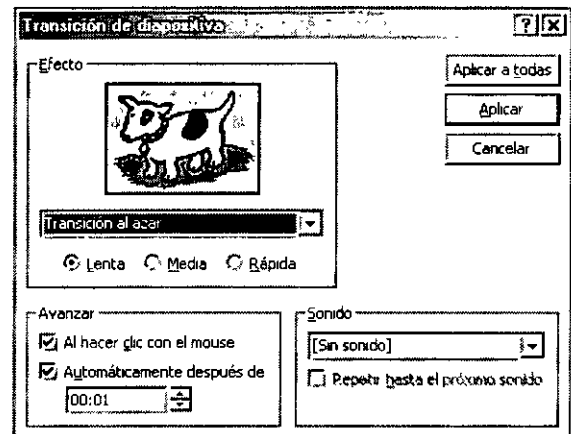 Transición de diapositiva
Efecto
Aplicar a todas
Aplicar
Cancelar
Transición al azar
Lenta Media Rápida
Avanzar
Al hacer clic con el mouse
Automáticamente después de
00:01
Sonido
[Sin sonido]
Repetir hasta el próximo sonido